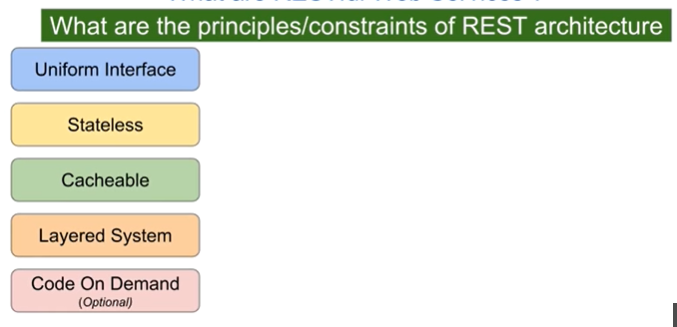 What are the principles/constraints of REST architecture
Uniform Interface
Stateless
Cacheable
Layered System
Code On Demand
(Optional)